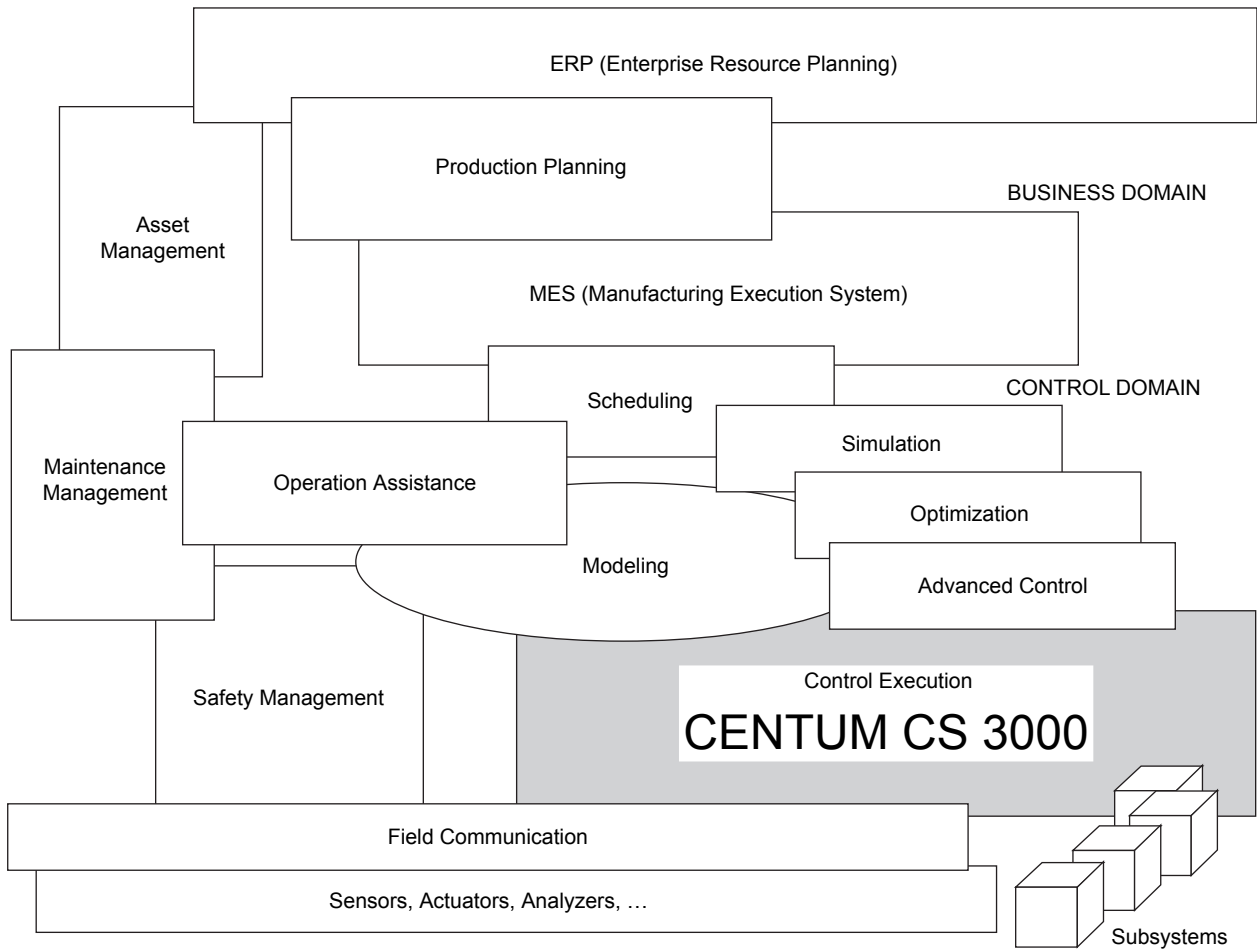 ERP (Enterprise Resource Planning)
Production Planning
BUSINESS DOMAIN
Asset
Management
MES (Manufacturing Execution System)
CONTROL DOMAIN
Scheduling
Simulation
Maintenance
Management
Operation Assistance
Optimization
Modeling
Advanced Control
Safety Management
Control Execution
CENTUM CS 3000
Field Communication
Sensors, Actuators, Analyzers, …
Subsystems